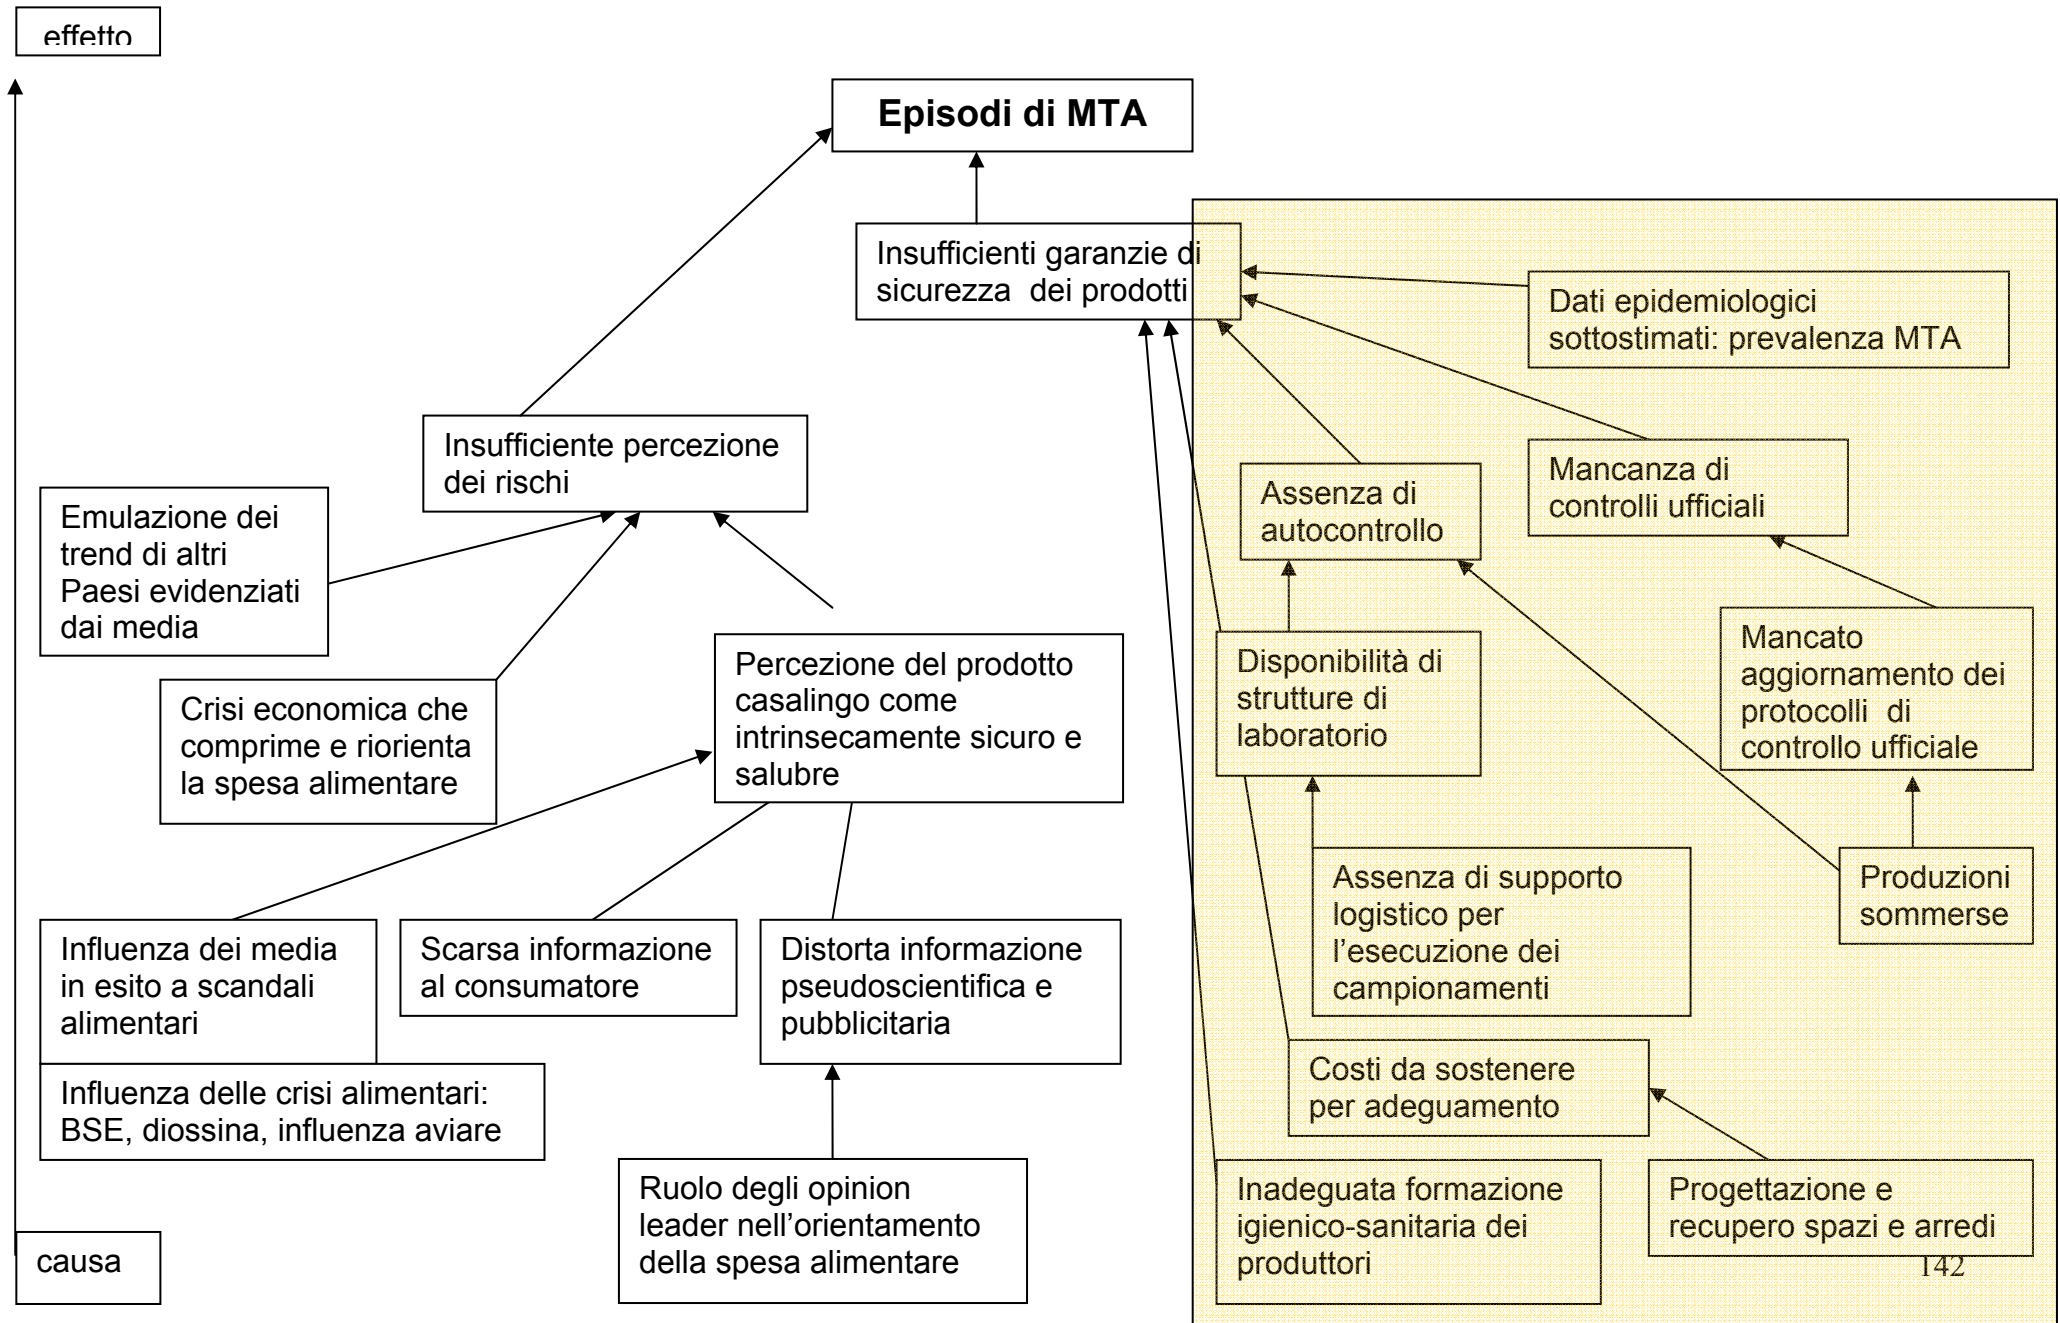 effetto
Episodi di MTA
Insufficienti garanzie di
sicurezza dei prodotti
Dati epidemiologici
sottostimati: prevalenza MTA
Insufficiente percezione
dei rischi
Mancanza di
controlli ufficiali
Assenza di
autocontrollo
Emulazione dei
trend di altri
Paesi evidenziati
dai media
Percezione del prodotto
casalingo come
intrinsecamente sicuro e
salubre
Disponibilità di
strutture di
laboratorio
Mancato
aggiornamento dei
protocolli di
controllo ufficiale
Crisi economica che
comprime e riorienta
la spesa alimentare
Assenza di supporto
logistico per
l’esecuzione dei
campionamenti
Produzioni
sommerse
Influenza dei media
in esito a scandali
alimentari
Scarsa informazione
al consumatore
Distorta informazione
pseudoscientifica e
pubblicitaria
Costi da sostenere
per adeguamento
Influenza delle crisi alimentari:
BSE, diossina, influenza aviare
Ruolo degli opinion
leader nell’orientamento
della spesa alimentare
Inadeguata formazione
igienico-sanitaria dei
produttori
Progettazione e
recupero spazi e arredi
causa
142